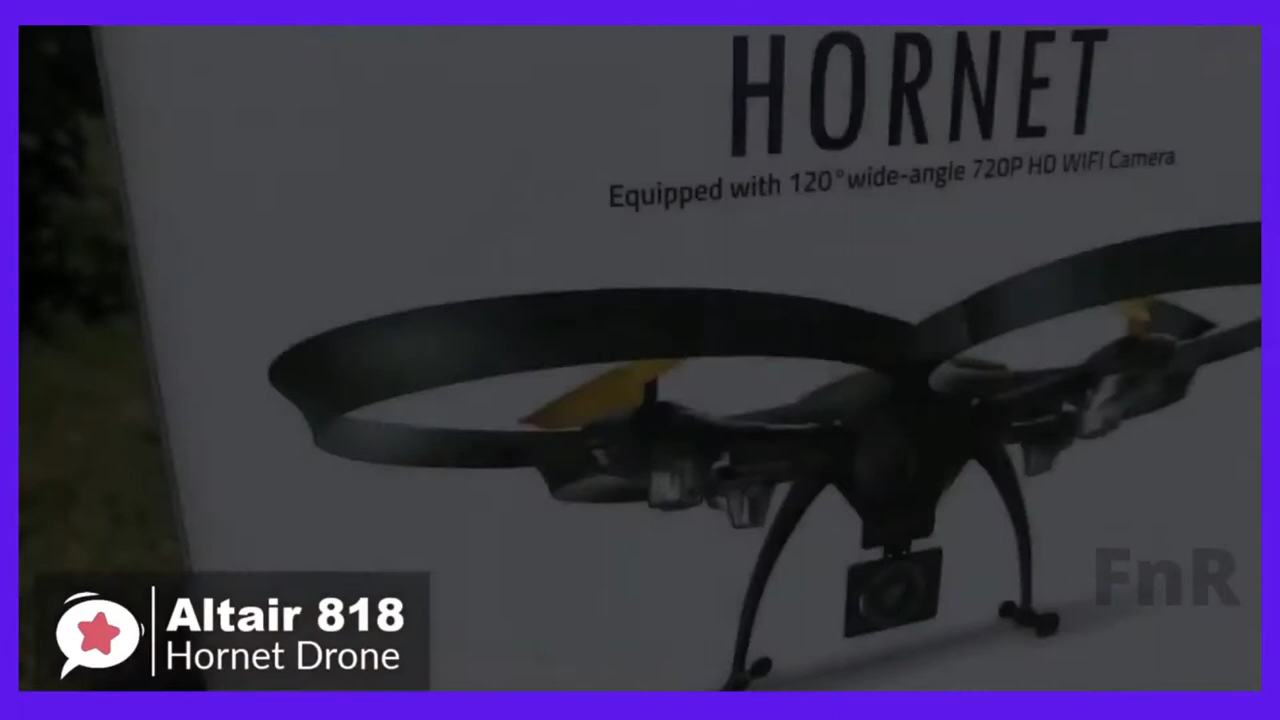 HORNET
Equipped with 120° wide-angle 720P HD WIFI Camera
FnR
Altair 818
Hornet Drone